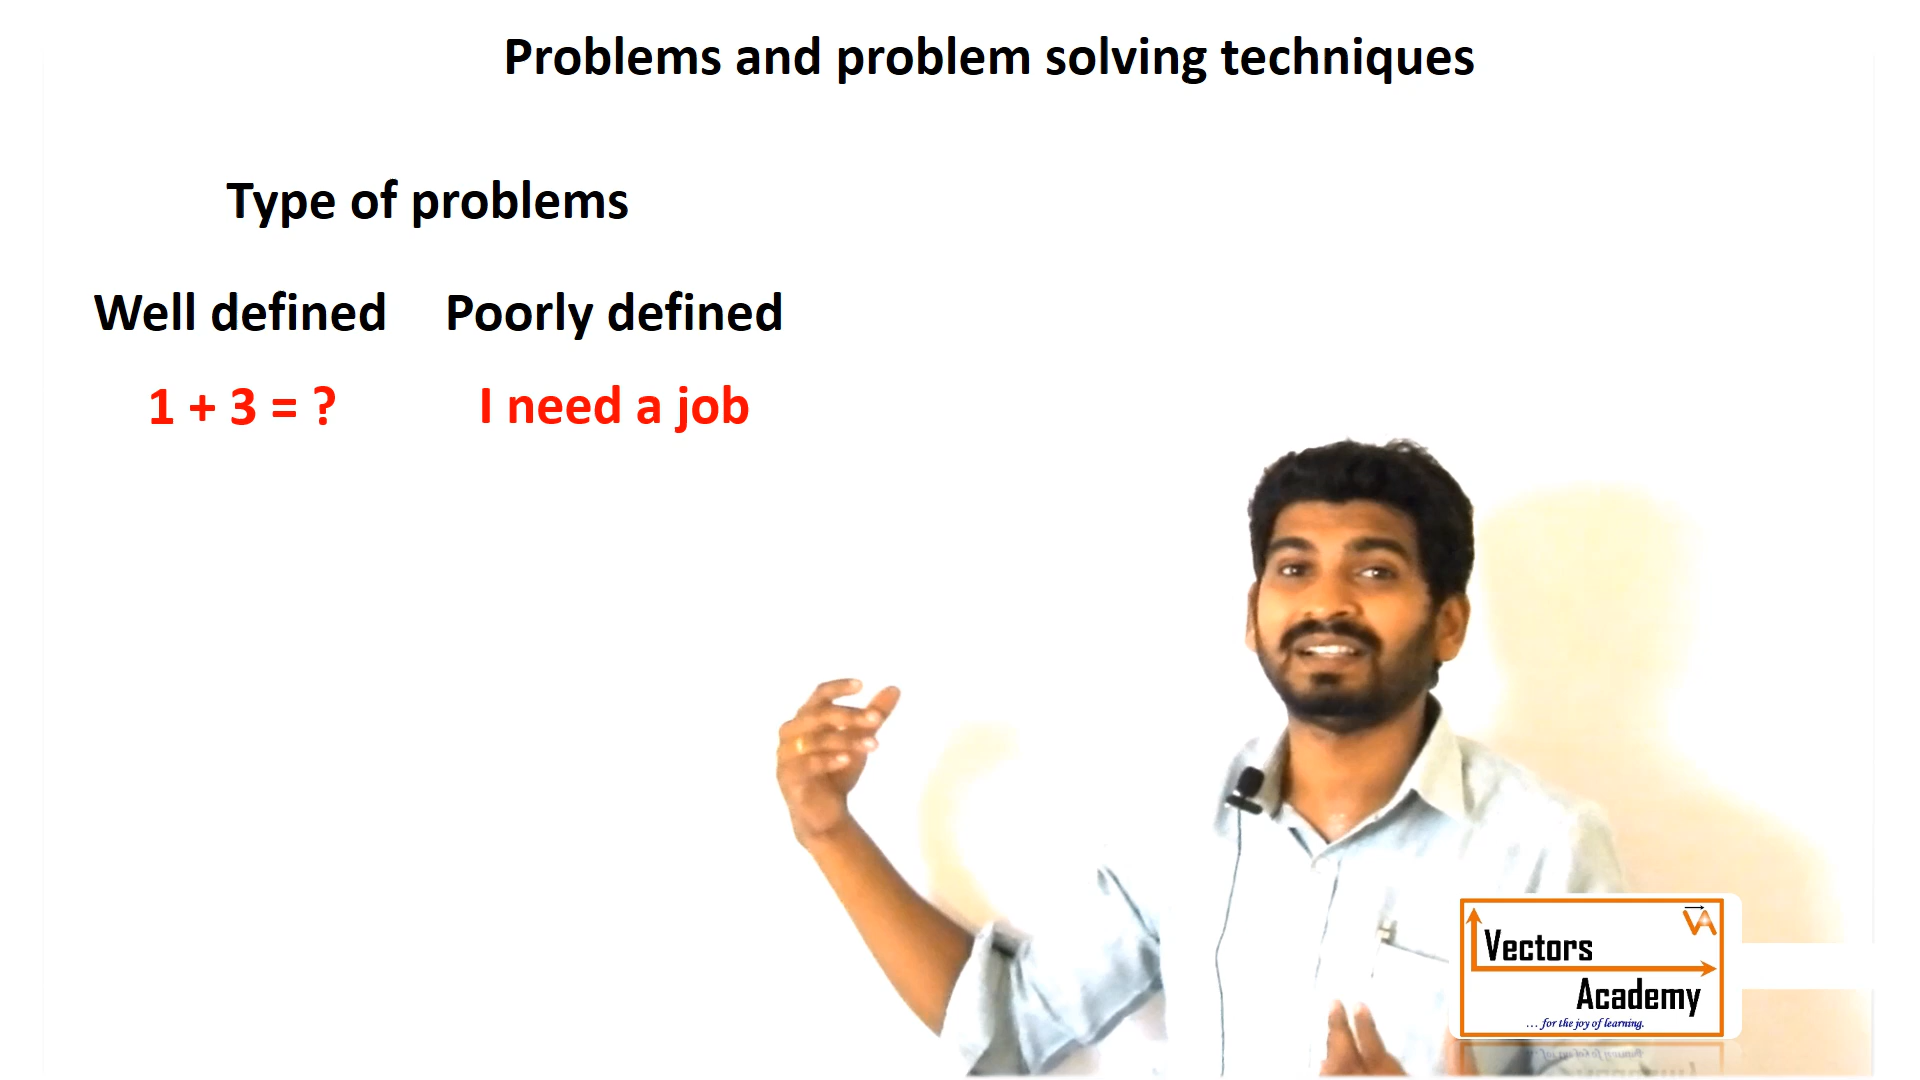 Problems and problem solving techniques
Type of problems
Well defined Poorly defined
1 + 3 = ? I need a job
VA
Vectors
Academy
... for the joy of learning.